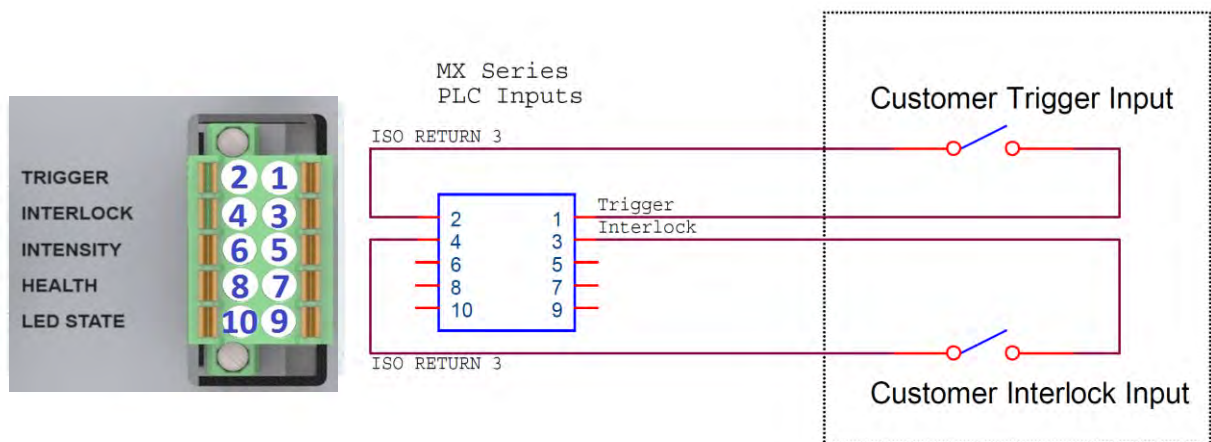 MX Series
PLC Inputs
TRIGGER
INTERLOCK
INTENSITY
HEALTH
LED STATE
2 1
4 3
6 5
8 7
10 9
ISO RETURN 3
2 1
4 3
6 5
8 7
10 9
Trigger
Interlock
ISO RETURN 3
Customer Trigger Input
Customer Interlock Input